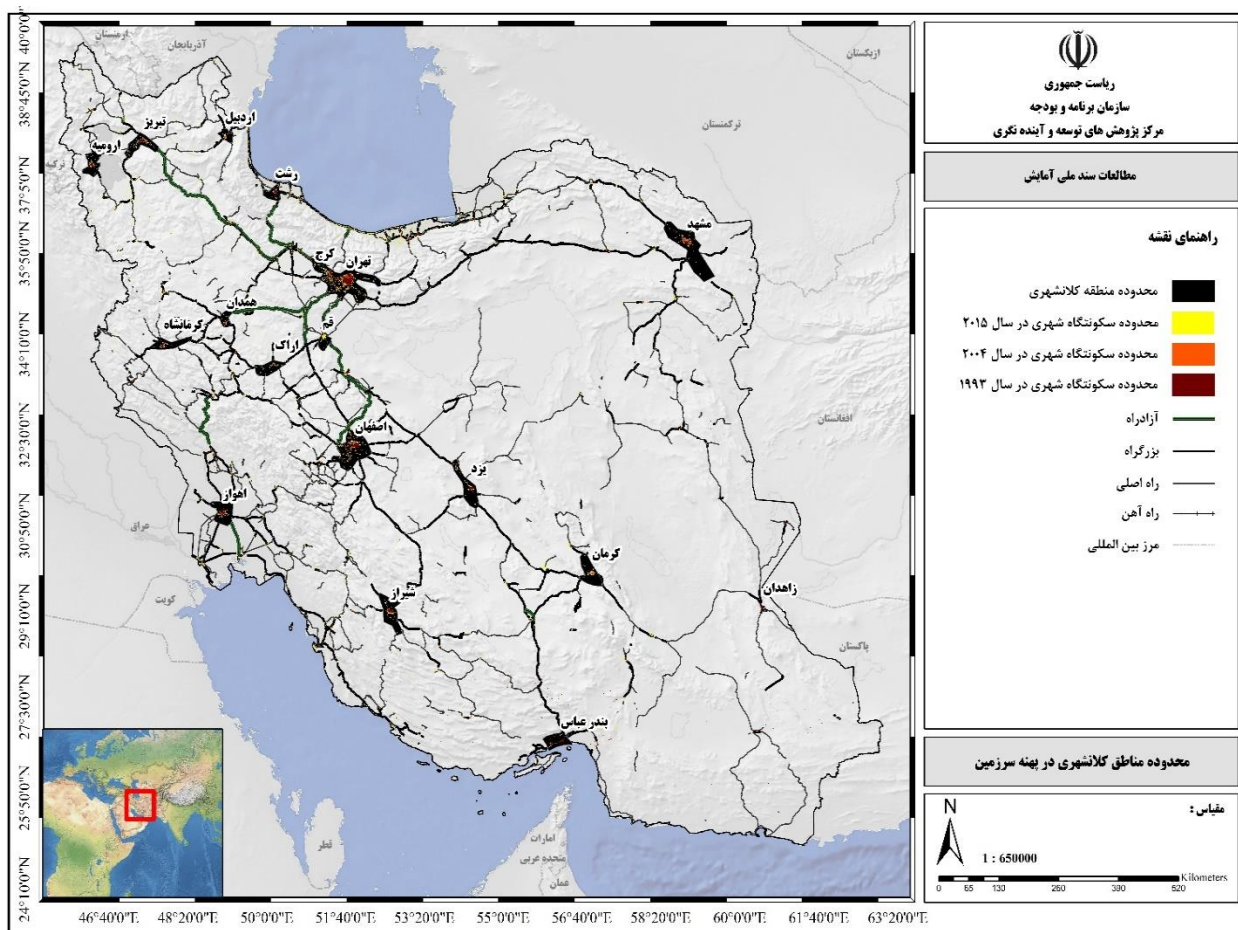 ریاست جمهوری
سازمان برنامه و بودجه
مرکز پژوهش های توسعه و آینده نگری
مطالعات سند ملی آمایش
راهنمای نقشه
محدوده منطقه کلانشهری
محدوده سکونتگاه شهری در سال ۲۰۱۵
محدوده سکونتگاه شهری در سال ۲۰۰۴
محدوده سکونتگاه شهری در سال ۱۹۹۳
آزادراه
بزرگراه
راه اصلی
راه آهن
مرز بین المللی
محدوده مناطق کلانشهری در پهنه سرزمین
مقیاس :
N
1 : 650000
Kilometers
0 65 130 260 390 520
ارمنستان
آذربایجان
ازبکستان
ترکمنستان
ترکیه
افغانستان
عراق
کویت
پاکستان
قطر
امارات
متحده عربی
عمان
اردبیل
تبریز
ارومیه
رشت
مشهد
کرج
تهران
همدان
قم
کرمانشاه
اراک
اصفهان
یزد
اهواز
کرمان
زاهدان
شیراز
بندر عباس
40°0'0"N
38°45'0"N
37°5'0"N
35°50'0"N
34°10'0"N
32°30'0"N
30°50'0"N
29°10'0"N
27°30'0"N
25°50'0"N
24°10'0"N
46°40'0"E 48°20'0"E 50°0'0"E 51°40'0"E 53°20'0"E 55°0'0"E 56°40'0"E 58°20'0"E 60°0'0"E 61°40'0"E 63°20'0"E